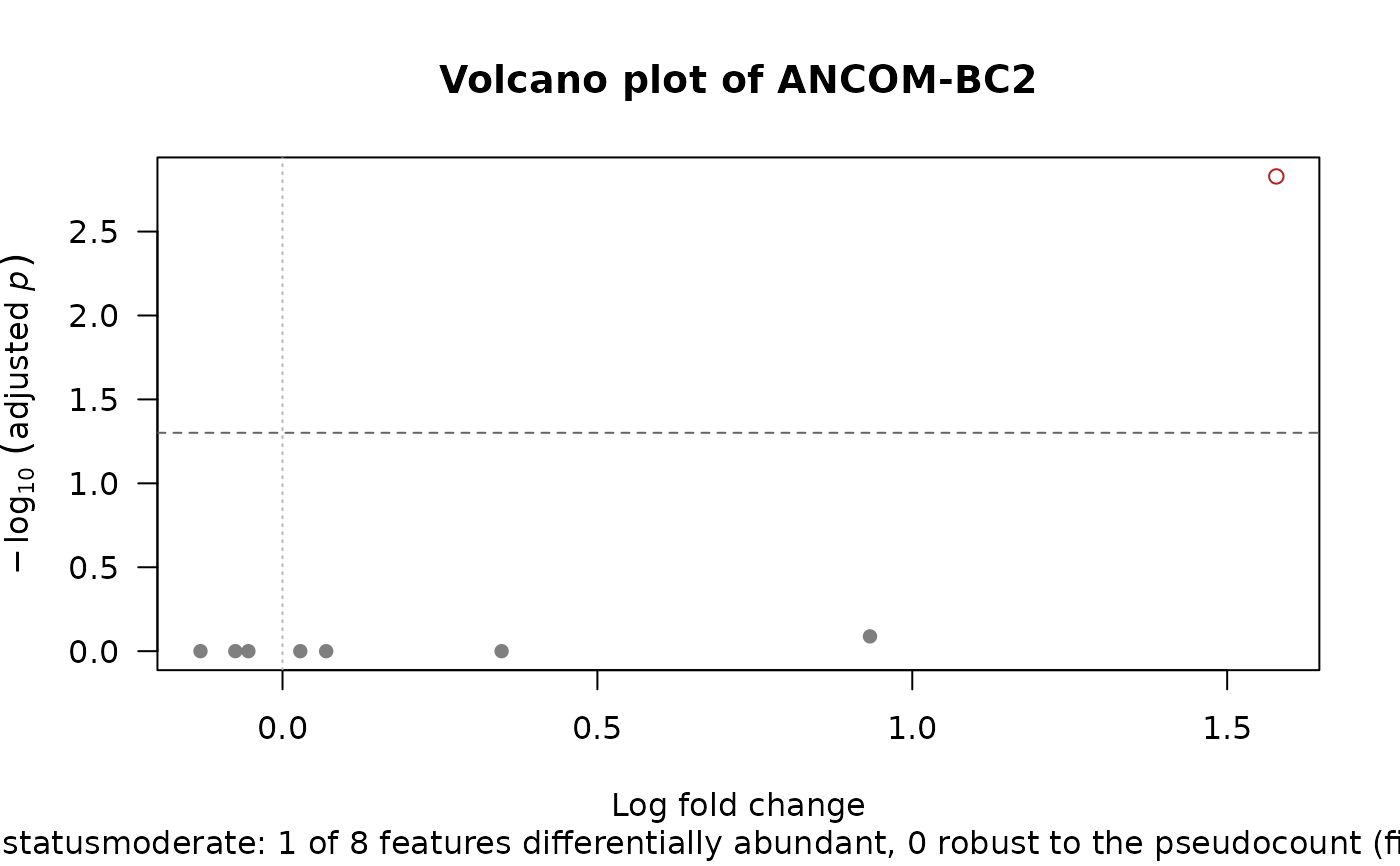 Volcano plot of ANCOM-BC2
−log10 (adjusted p)
2.5
2.0
1.5
1.0
0.5
0.0
0.0 0.5 1.0 1.5
Log fold change
statusmoderate: 1 of 8 features differentially abundant, 0 robust to the pseudocount (